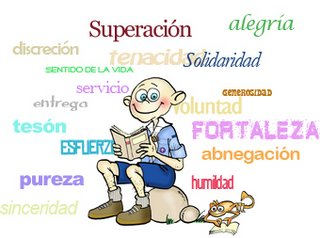 Superación
alegría
discreción
tenacidad
Solidaridad
SENTIDO DE LA VIDA
servicio
GENEROSIDAD
entrega
voluntad
tesón
FORTALEZA
ESFUERZ
abnegación
pureza
humildad
sinceridad